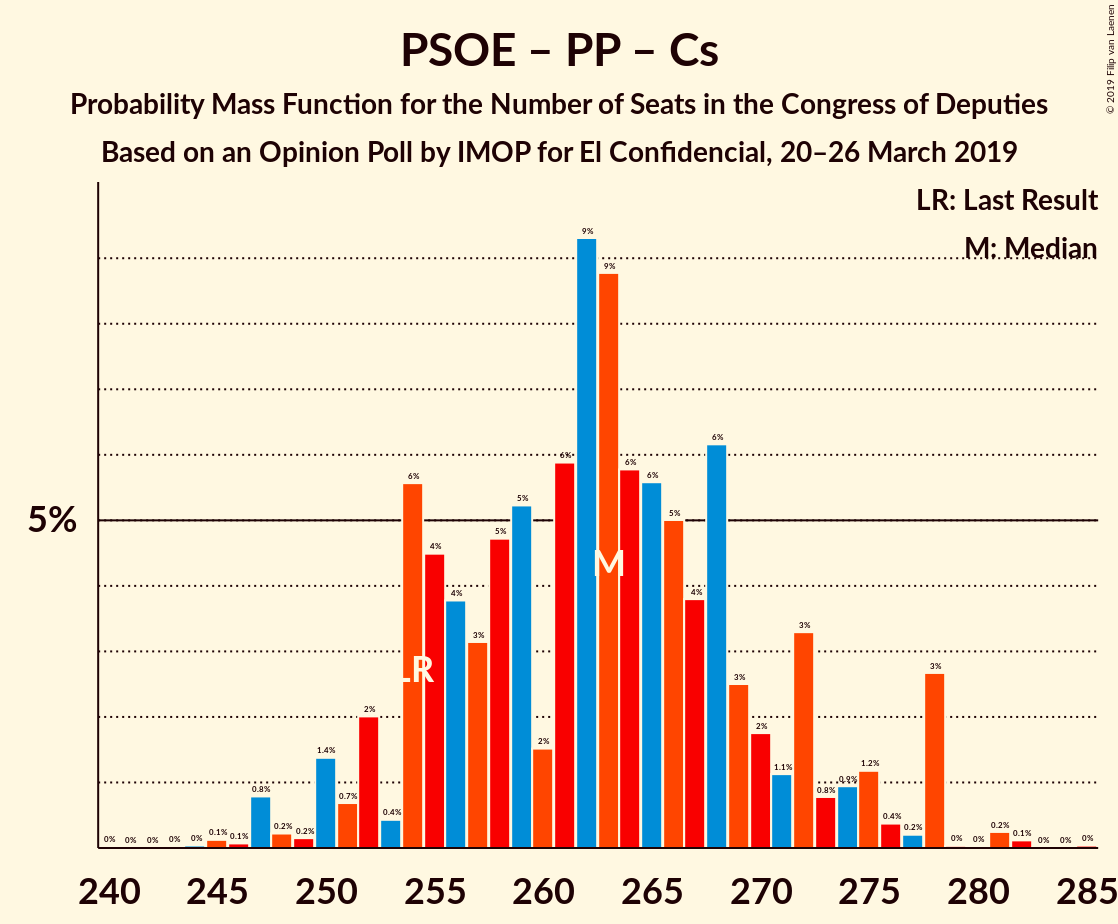 PSOE – PP – Cs
Probability Mass Function for the Number of Seats in the Congress of Deputies
Based on an Opinion Poll by IMOP for El Confidencial, 20–26 March 2019
© 2019 Filip van Laenen
LR: Last Result
M: Median
5%
0% 0% 0% 0% 0% 0.1% 0.1% 0.8% 0.2% 0.2% 1.4% 0.7% 2% 0.4% 6% 4% 4% 3% 5% 5% 2% 6% 9% 9% 6% 6% 5% 4% 6% 3% 2% 1.1% 3% 0.8% 0.9% 1.2% 0.4% 0.2% 3% 0% 0% 0.2% 0.1% 0% 0% 0%
LR
M
240 245 250 255 260 265 270 275 280 285